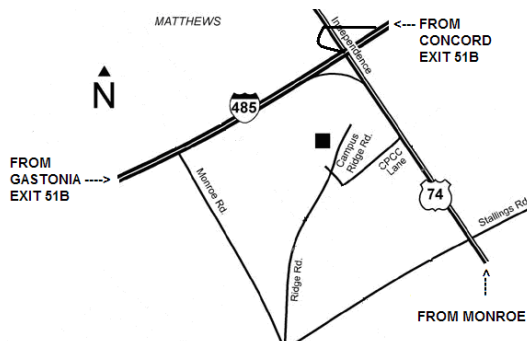 MATTHEWS
Independence
<--- FROM
CONCORD
EXIT 51B
N
485
FROM
GASTONIA ---->
EXIT 51B
Monroe Rd
Campus
Ridge Rd.
CPCC
Lane
74
Stallings Rd
Ridge Rd.
FROM MONROE